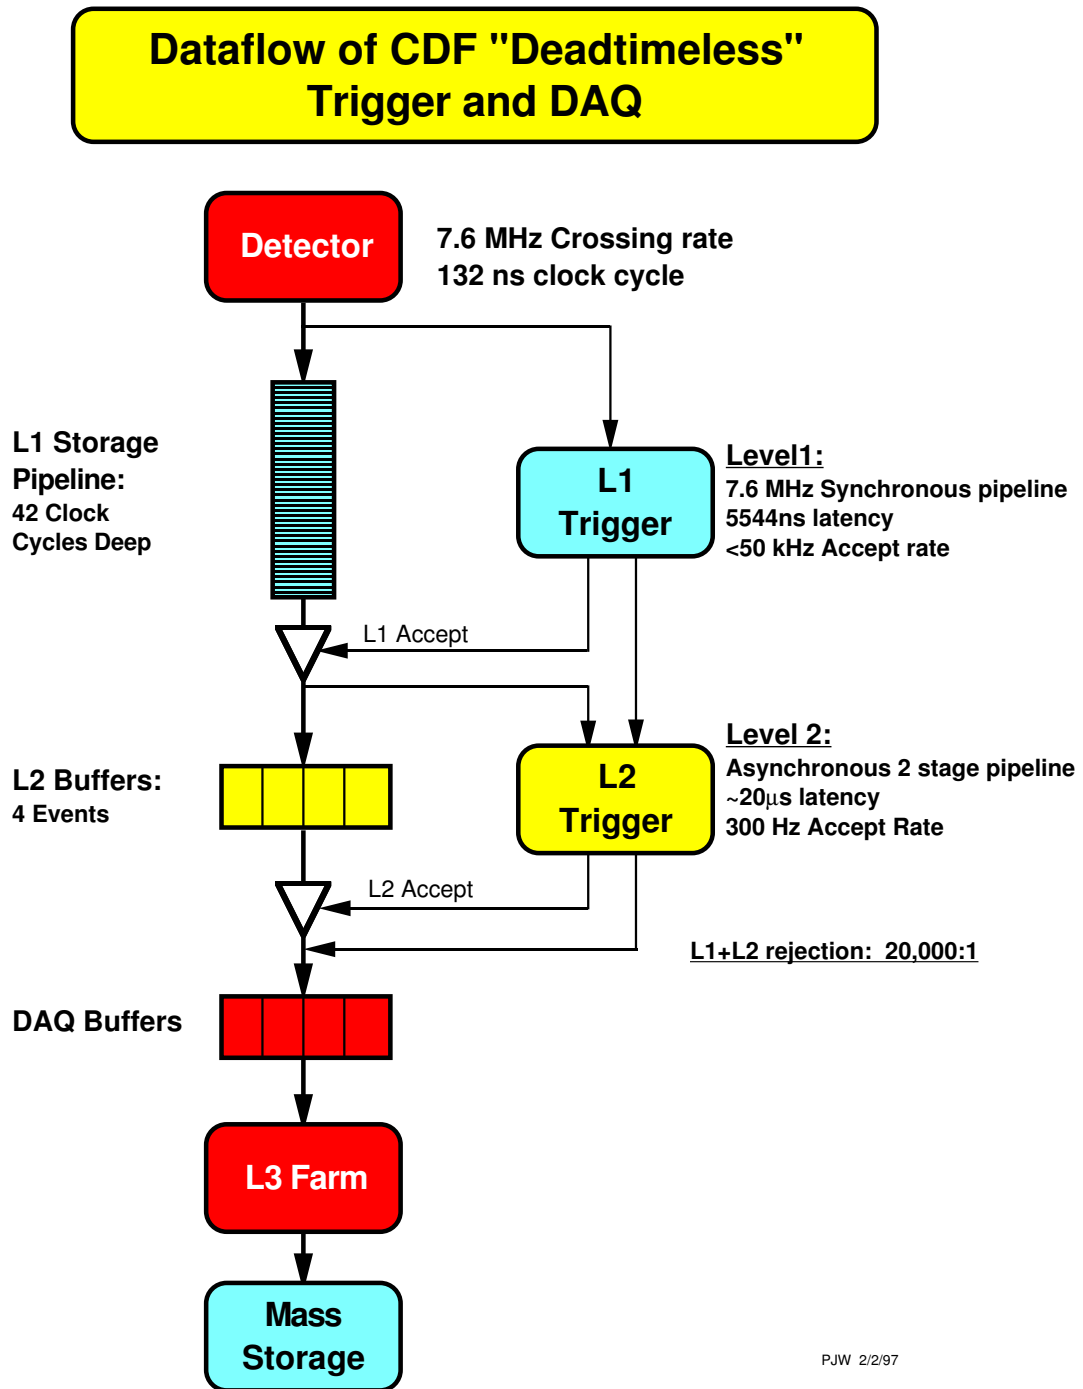 Dataflow of CDF "Deadtimeless"
Trigger and DAQ
Detector
7.6 MHz Crossing rate
132 ns clock cycle
L1 Storage
Pipeline:
42 Clock
Cycles Deep
L1
Trigger
Level1:
7.6 MHz Synchronous pipeline
5544ns latency
<50 kHz Accept rate
L1 Accept
L2 Buffers:
4 Events
L2
Trigger
Level 2:
Asynchronous 2 stage pipeline
~20μs latency
300 Hz Accept Rate
L2 Accept
L1+L2 rejection:  20,000:1
DAQ Buffers
L3 Farm
Mass
Storage
PJW  2/2/97